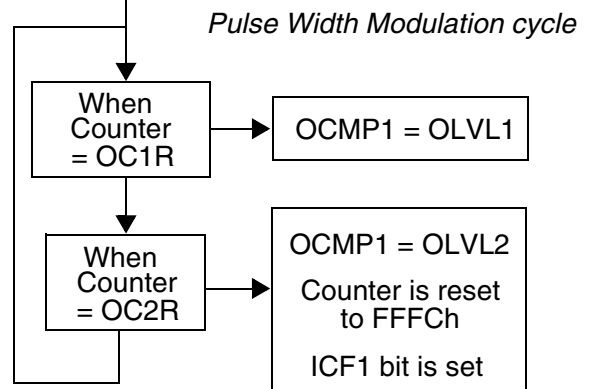 Pulse Width Modulation cycle
When
Counter
= OC1R
OCMP1 = OLVL1
When
Counter
= OC2R
OCMP1 = OLVL2
Counter is reset
to FFFCh
ICF1 bit is set